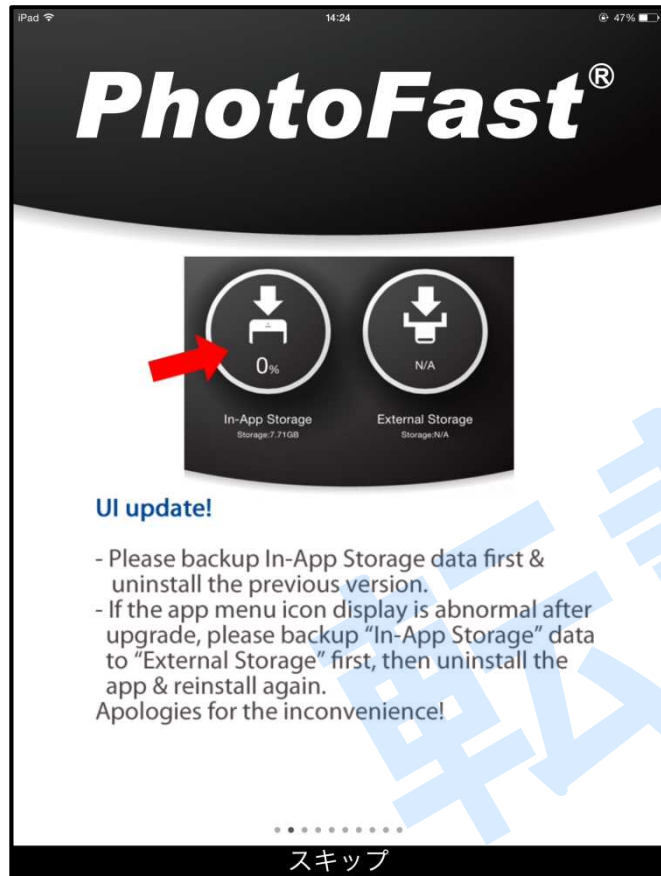 iPad 14:24 47%
PhotoFast®
0%
N/A
In-App Storage
External Storage
Storage:7.71GB
Storage:N/A
UI update!
- Please backup In-App Storage data first &
uninstall the previous version.
- If the app menu icon display is abnormal after
upgrade, please backup “In-App Storage” data
to “External Storage” first, then uninstall the
app & reinstall again.
Apologies for the inconvenience!
転
スキップ